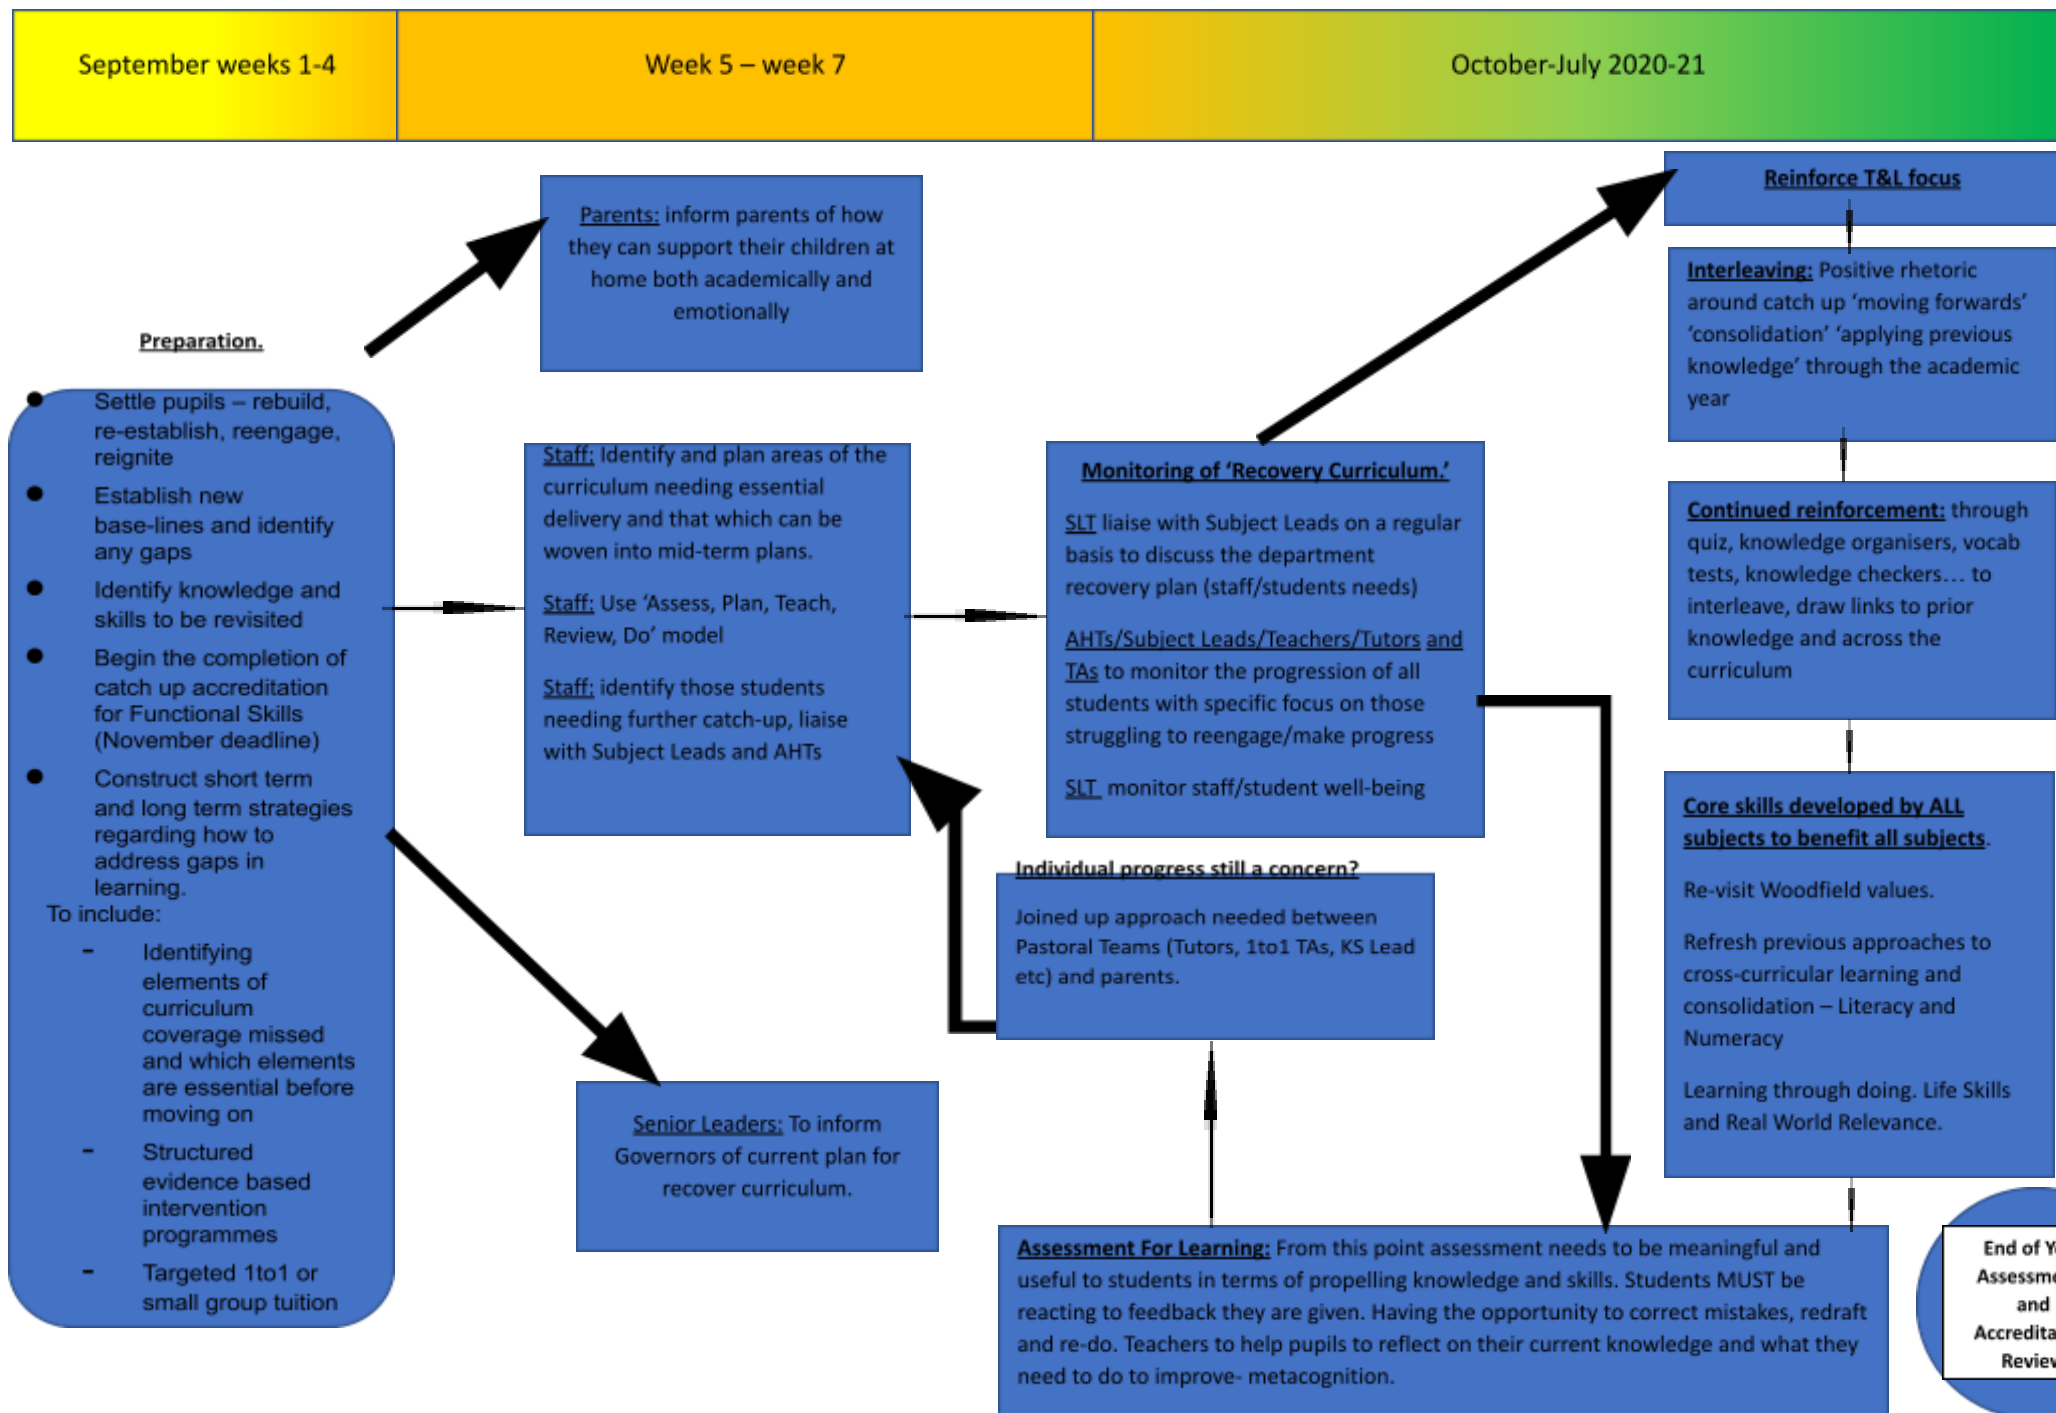 September weeks 1-4
Week 5 – week 7
October-July 2020-21
Preparation.
Settle pupils – rebuild,
re-establish, reengage,
reignite
Establish new
base-lines and identify
any gaps
Identify knowledge and
skills to be revisited
Begin the completion of
catch up accreditation
for Functional Skills
(November deadline)
Construct short term
and long term strategies
regarding how to
address gaps in
learning.
To include:
- Identifying
elements of
curriculum
coverage missed
and which elements
are essential before
moving on
- Structured
evidence based
intervention
programmes
- Targeted 1to1 or
small group tuition
Parents: inform parents of how
they can support their children at
home both academically and
emotionally
Staff: Identify and plan areas of the
curriculum needing essential
delivery and that which can be
woven into mid-term plans.
Staff: Use ‘Assess, Plan, Teach,
Review, Do’ model
Staff: identify those students
needing further catch-up, liaise
with Subject Leads and AHTs
Senior Leaders: To inform
Governors of current plan for
recover curriculum.
Monitoring of ‘Recovery Curriculum.’
SLT liaise with Subject Leads on a regular
basis to discuss the department
recovery plan (staff/students needs)
AHTs/Subject Leads/Teachers/Tutors and
TAs to monitor the progression of all
students with specific focus on those
struggling to reengage/make progress
SLT monitor staff/student well-being
Individual progress still a concern?
Joined up approach needed between
Pastoral Teams (Tutors, 1to1 TAs, KS Lead
etc) and parents.
Reinforce T&L focus
Interleaving: Positive rhetoric
around catch up ‘moving forwards’
‘consolidation’ ‘applying previous
knowledge’ through the academic
year
Continued reinforcement: through
quiz, knowledge organisers, vocab
tests, knowledge checkers… to
interleave, draw links to prior
knowledge and across the
curriculum
Core skills developed by ALL
subjects to benefit all subjects.
Re-visit Woodfield values.
Refresh previous approaches to
cross-curricular learning and
consolidation – Literacy and
Numeracy
Learning through doing. Life Skills
and Real World Relevance.
Assessment For Learning: From this point assessment needs to be meaningful and
useful to students in terms of propelling knowledge and skills. Students MUST be
reacting to feedback they are given. Having the opportunity to correct mistakes, redraft
and re-do. Teachers to help pupils to reflect on their current knowledge and what they
need to do to improve- metacognition.
End of
and